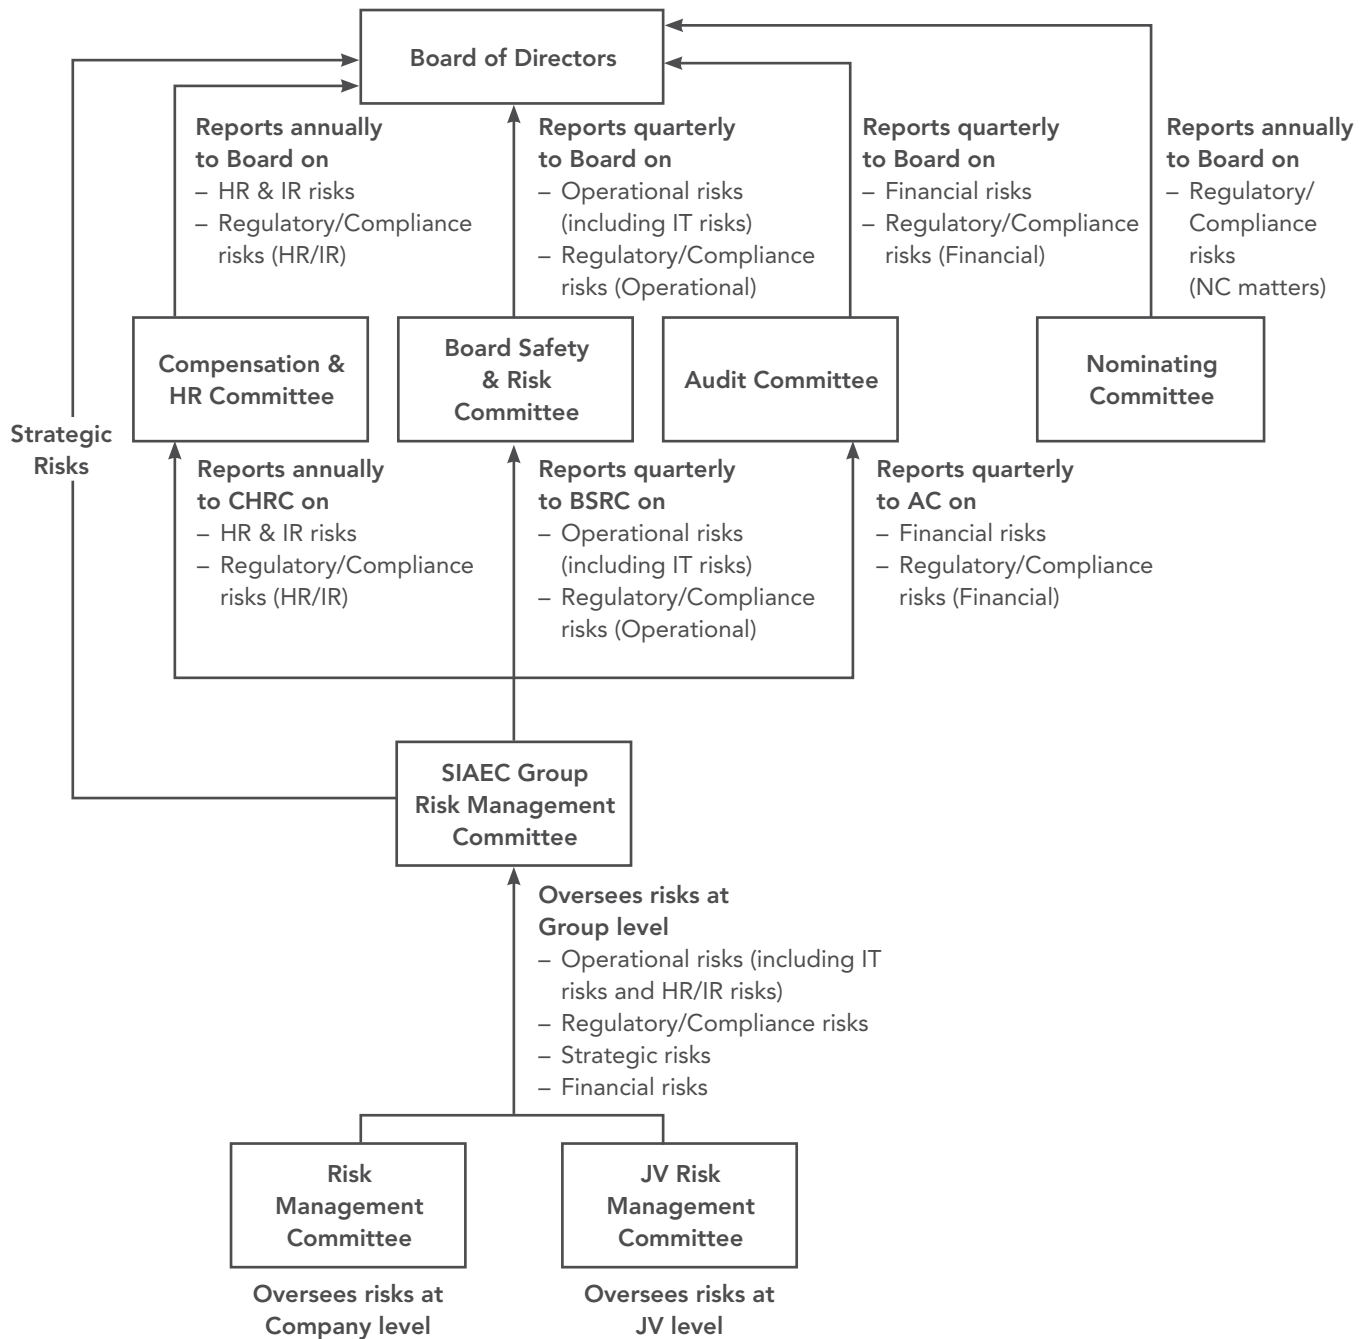 Board of Directors
Reports annually
to Board on
– HR & IR risks
– Regulatory/Compliance
risks (HR/IR)
Reports quarterly
to Board on
– Operational risks
(including IT risks)
– Regulatory/Compliance
risks (Operational)
Reports quarterly
to Board on
– Financial risks
– Regulatory/Compliance
risks (Financial)
Reports annually
to Board on
– Regulatory/
Compliance
risks
(NC matters)
Compensation &
HR Committee
Board Safety
& Risk
Committee
Audit Committee
Nominating
Committee
Strategic
Risks
Reports annually
to CHRC on
– HR & IR risks
– Regulatory/Compliance
risks (HR/IR)
Reports quarterly
to BSRC on
– Operational risks
(including IT risks)
– Regulatory/Compliance
risks (Operational)
Reports quarterly
to AC on
– Financial risks
– Regulatory/Compliance
risks (Financial)
SIAEC Group
Risk Management
Committee
Oversees risks at
Group level
– Operational risks (including IT
risks and HR/IR risks)
– Regulatory/Compliance risks
– Strategic risks
– Financial risks
Risk
Management
Committee
JV Risk
Management
Committee
Oversees risks at
Company level
Oversees risks at
JV level